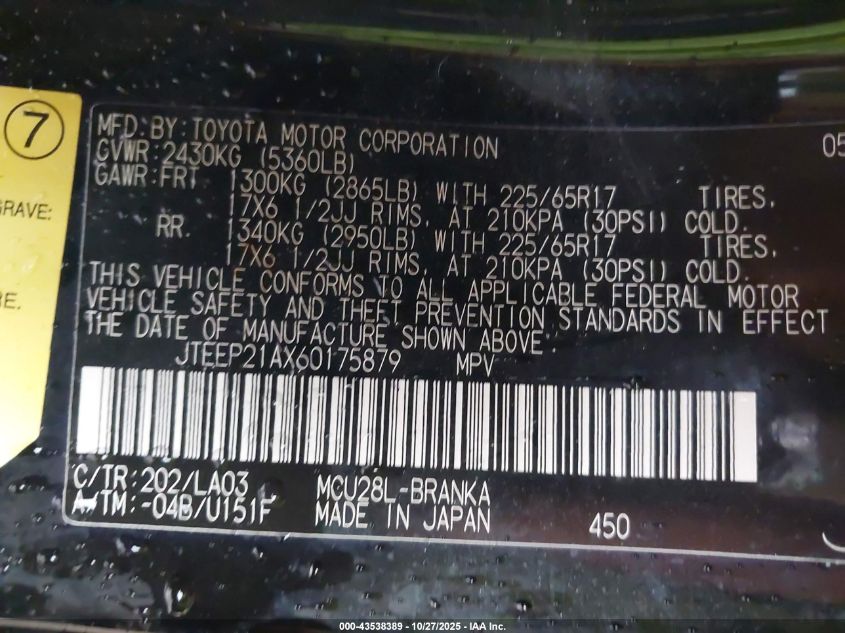 7
GRAVE:
RE.
MFD. BY: TOYOTA MOTOR CORPORATION 05
GVWR: 2430KG (5360LB)
GAWR: FRT 1300KG (2865LB) WITH 225/65R17 TIRES,
17X6 1/2JJ RIMS, AT 210KPA (30PSI) COLD.
RR. 1340KG (2950LB) WITH 225/65R17 TIRES,
17X6 1/2JJ RIMS, AT 210KPA (30PSI) COLD.
THIS VEHICLE CONFORMS TO ALL APPLICABLE FEDERAL MOTOR
VEHICLE SAFETY AND THEFT PREVENTION STANDARDS IN EFFECT
THE DATE OF MANUFACTURE SHOWN ABOVE.
JTEEP21AX60175879 MPV
C/TR: 202/LA03 MCU28L-BRANKA
A/TM: -04B/U151F MADE IN JAPAN 450
000-43538389 - 10/27/2025 - IAA Inc.